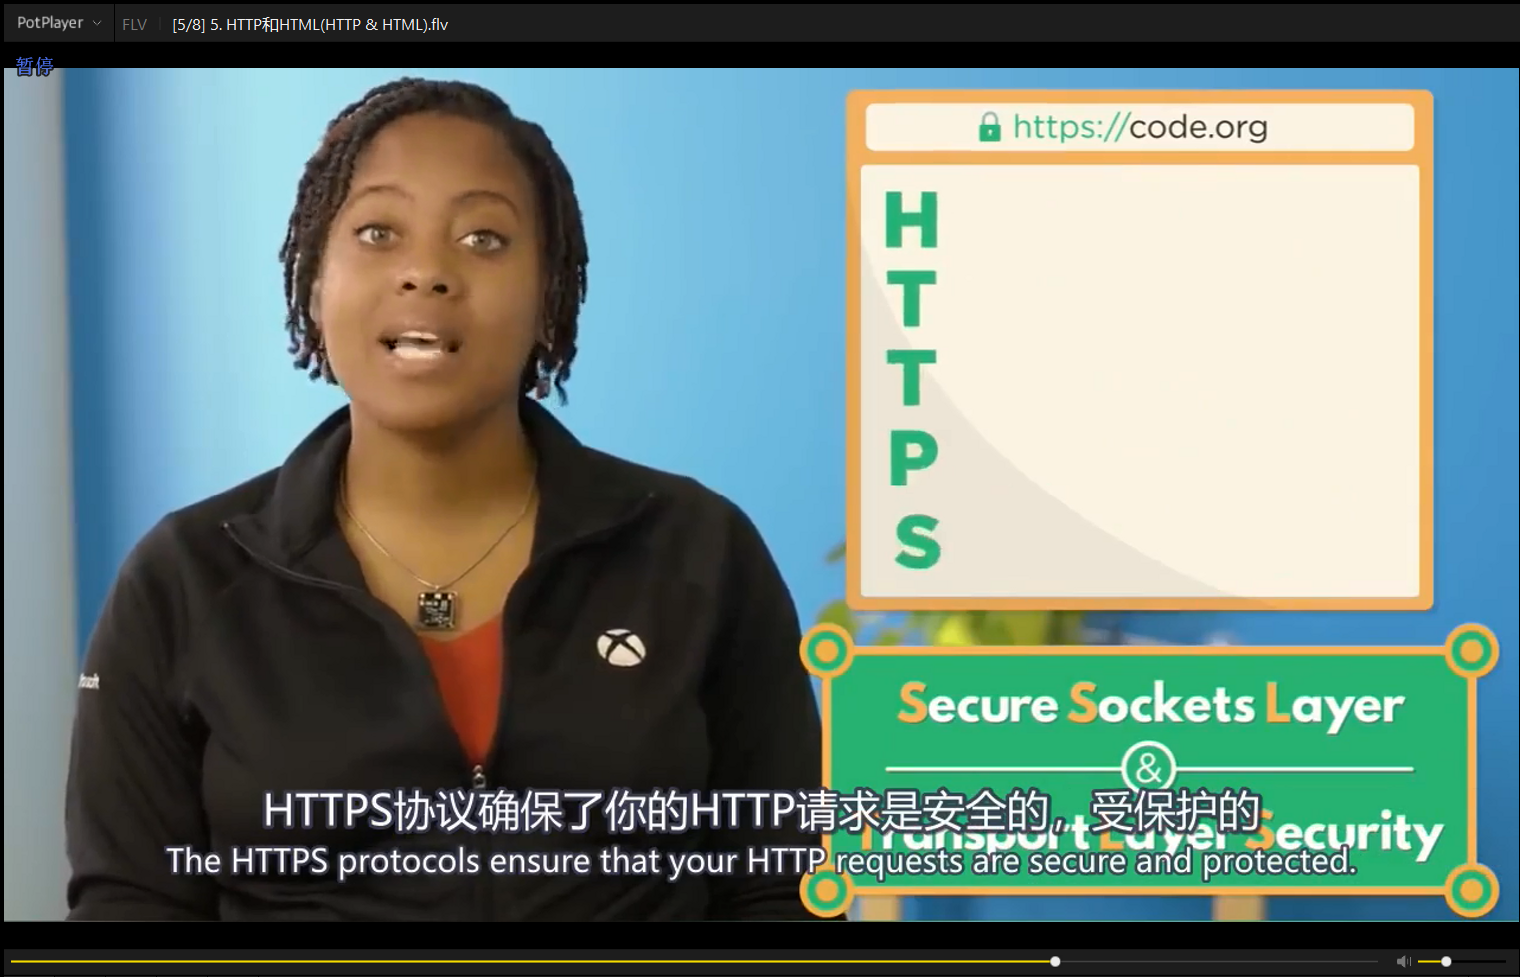 PotPlayer FLV [5/8] 5. HTTP和HTML(HTTP & HTML).flv
暂停
https://code.org
H
T
T
P
S
Secure Sockets Layer
&
Transport Layer Security
HTTPS协议确保了你的HTTP请求是安全的，受保护的
The HTTPS protocols ensure that your HTTP requests are secure and protected.